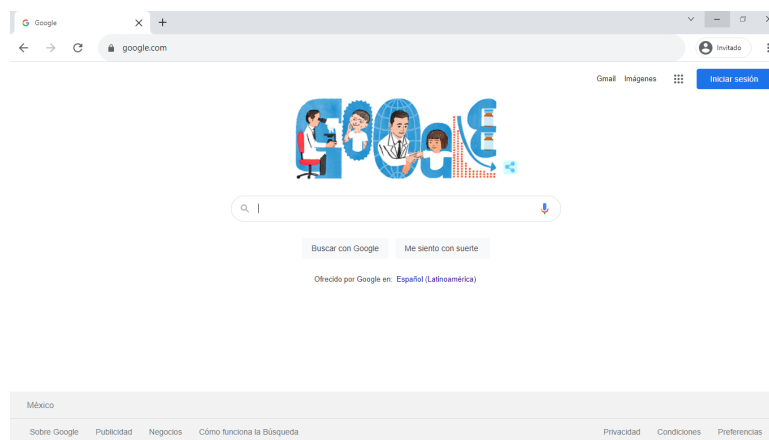 Google
google.com
Invitado
Gmail Imágenes Iniciar sesión
Google
Buscar con Google Me siento con suerte
Ofrecido por Google en: Español (Latinoamérica)
México
Sobre Google Publicidad Negocios Cómo funciona la Búsqueda Privacidad Condiciones Preferencias